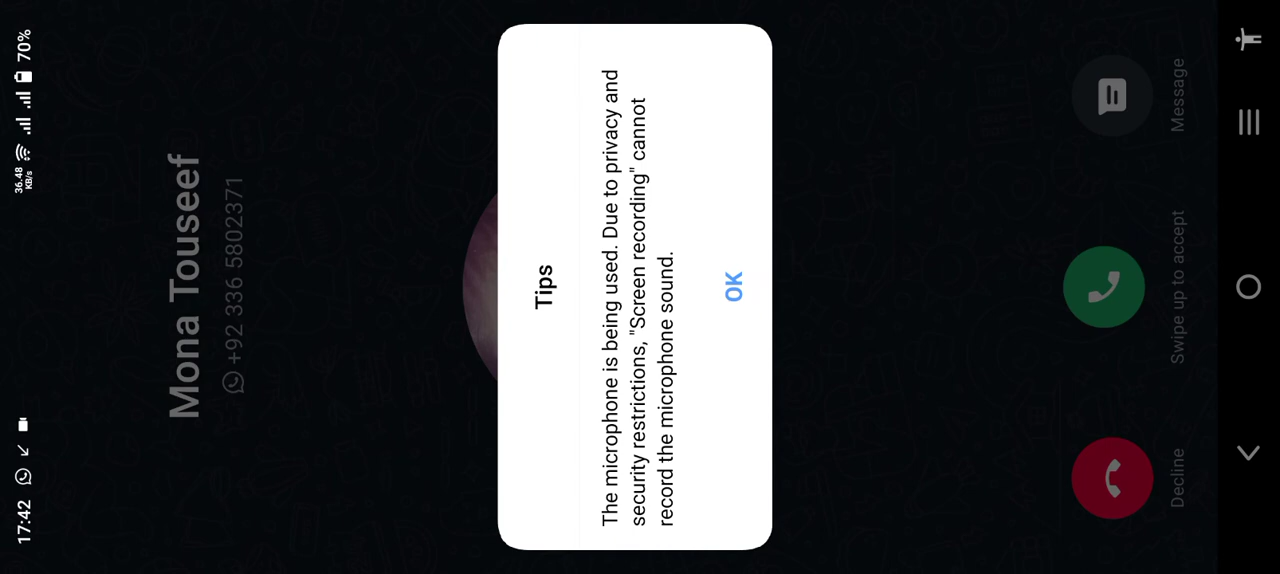 17:42
36.48
KB/s
70%
Mona Touseef
+92 336 5802371
Tips
The microphone is being used. Due to privacy and
security restrictions, "Screen recording" cannot
record the microphone sound.
OK
Decline
Swipe up to accept
Message